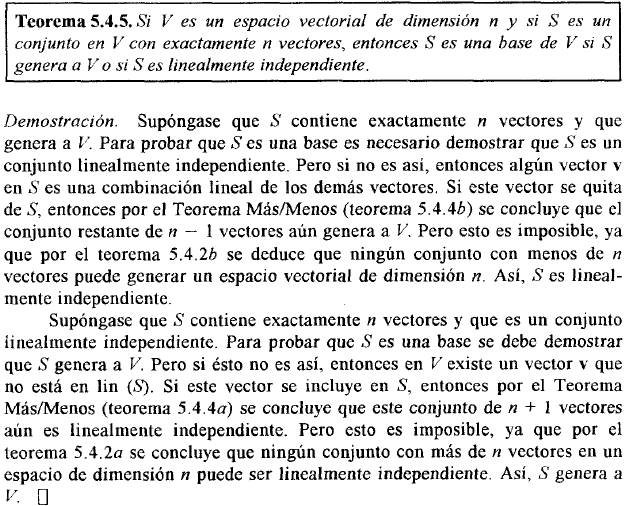 Teorema 5.4.5. Si V es un espacio vectorial de dimensión n y si S es un
conjunto en V con exactamente n vectores, entonces S es una base de V si S
genera a V o si S es linealmente independiente.
Demostración. Supóngase que S contiene exactamente n vectores y que
genera a V. Para probar que S es una base es necesario demostrar que S es un
conjunto linealmente independiente. Pero si no es así, entonces algún vector v
en S es una combinación lineal de los demás vectores. Si este vector se quita
de S, entonces por el Teorema Más/Menos (teorema 5.4.4b) se concluye que el
conjunto restante de n − 1 vectores aún genera a V. Pero esto es imposible, ya
que por el teorema 5.4.2b se deduce que ningún conjunto con menos de n
vectores puede generar un espacio vectorial de dimensión n. Así, S es lineal-
mente independiente.
Supóngase que S contiene exactamente n vectores y que es un conjunto
linealmente independiente. Para probar que S es una base se debe demostrar
que S genera a V. Pero si ésto no es así, entonces en V existe un vector v que
no está en lin (S). Si este vector se incluye en S, entonces por el Teorema
Más/Menos (teorema 5.4.4a) se concluye que este conjunto de n + 1 vectores
aún es linealmente independiente. Pero esto es imposible, ya que por el
teorema 5.4.2a se concluye que ningún conjunto con más de n vectores en un
espacio de dimensión n puede ser linealmente independiente. Así, S genera a
V. □